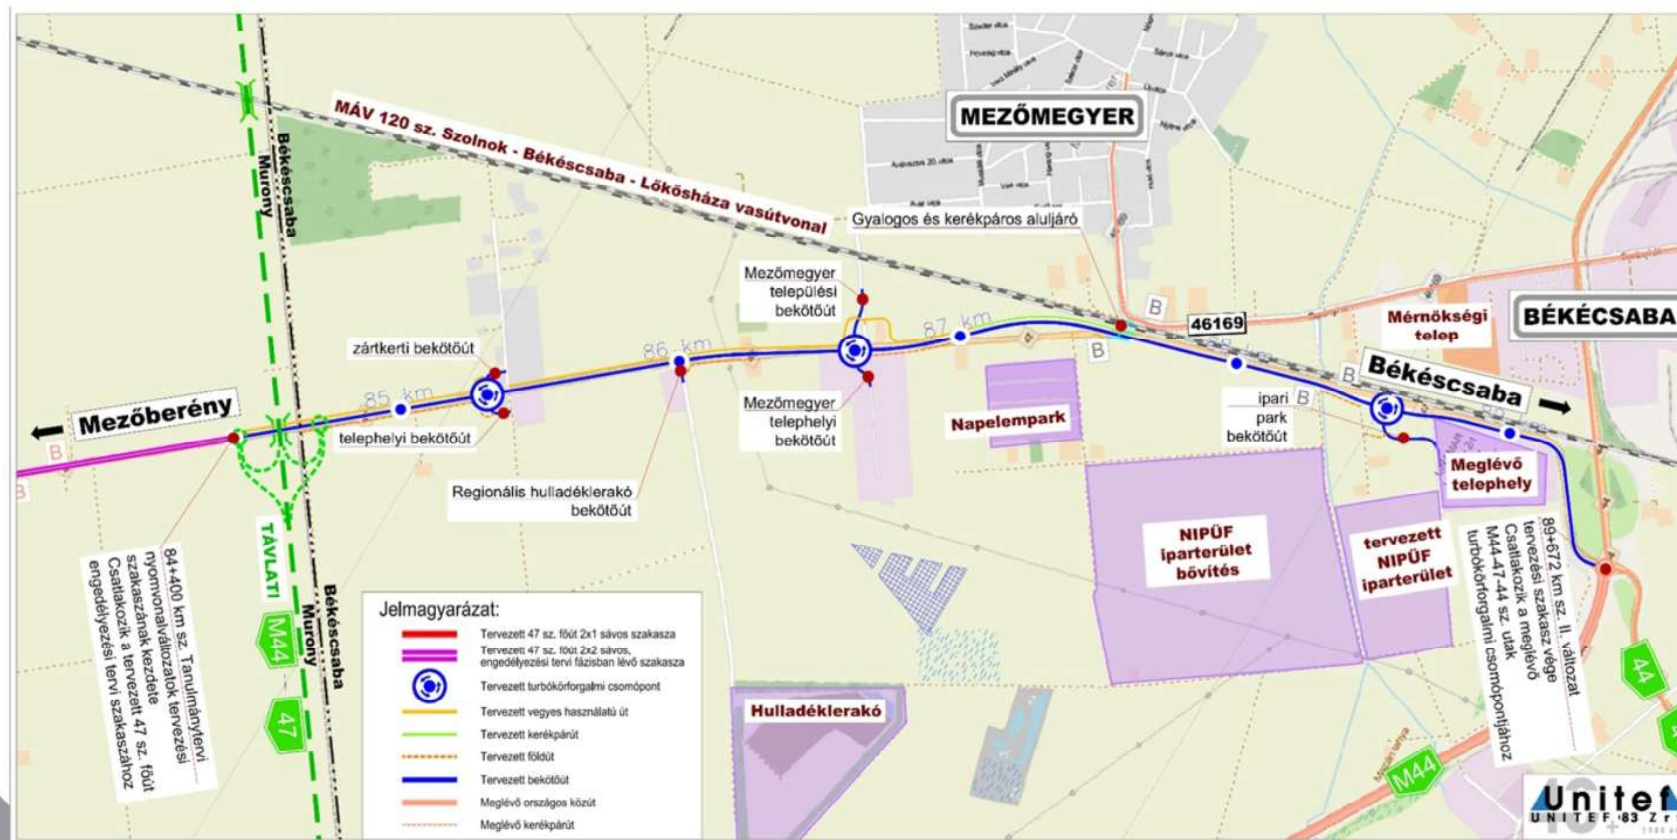 MEZŐMEGYER
MÁV 120 sz. Szolnok - Békéscsaba - Lőkösháza vasútvonal
Békéscsaba
Murony
Gyalogos és kerékpáros aluljáró
Mezőmegyer
települési
bekötőút
87 km
B
46169
Mérnökségi
telep
BÉKÉCSABA
zártkerti bekötőút
86 km
85 km
B
B
Békéscsaba
Mezőberény
telephelyi bekötőút
Mezőmegyer
telephelyi
bekötőút
Napelempark
ipari
park
bekötőút
B
B
B
Meglévő
telephely
Regionális hulladéklerakó
bekötőút
NIPÜF
iparterület
bővítés
tervezett
NIPÜF
iparterület
TÁVLATI
M44
47
Békéscsaba
Murony
84+400 km sz. Tanulmánytervi
nyomvonalváltozatok tervezési
szakaszának kezdete
Csatlakozik a tervezett 47 sz. főút
engedélyezési tervi szakaszához
89+672 km sz. II. változat
tervezési szakasz vége
Csatlakozik a meglévő
M44-47-44 sz. utak
turbókörforgalmi csomópontjához
Jelmagyarázat:
Tervezett 47 sz. főút 2x1 sávos szakasza
Tervezett 47 sz. főút 2x2 sávos,
engedélyezési tervi fázisban lévő szakasza
Tervezett turbókörforgalmi csomópont
Tervezett vegyes használatú út
Tervezett kerékpárút
Tervezett földút
Tervezett bekötőút
Meglévő országos közút
Meglévő kerékpárút
Hulladéklerakó
44
M44
Unitef
UNITEF '83 Zr